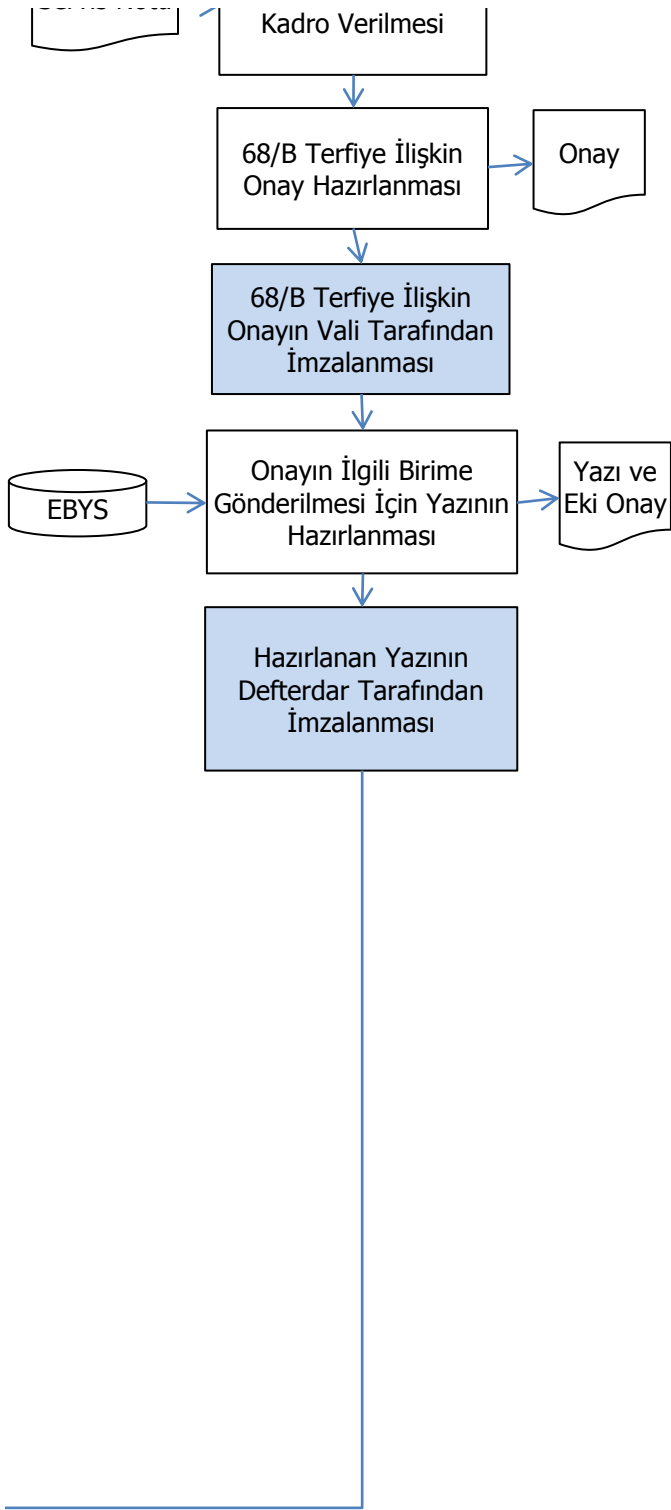 Kadro Verilmesi
68/B Terfiye İlişkin
Onay Hazırlanması
Onay
68/B Terfiye İlişkin
Onayın Vali Tarafından
İmzalanması
EBYS
Onayın İlgili Birime
Gönderilmesi İçin Yazının
Hazırlanması
Yazı ve
Eki Onay
Hazırlanan Yazının
Defterdar Tarafından
İmzalanması